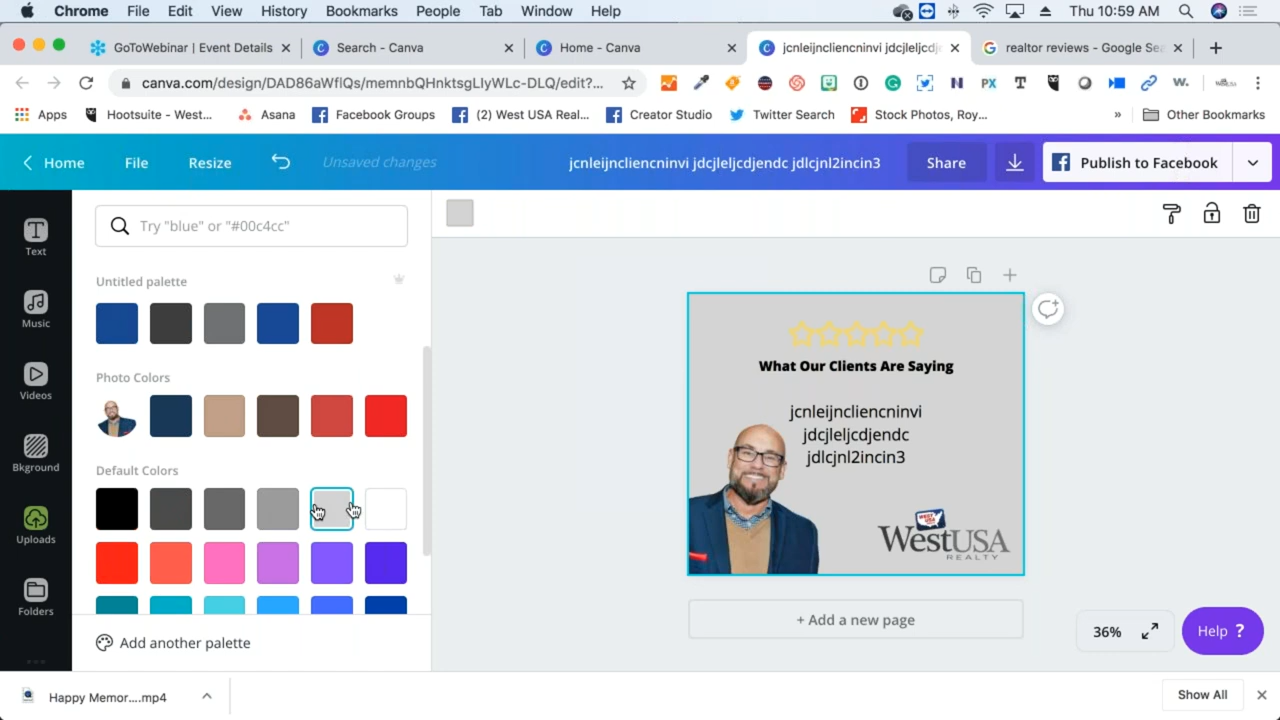 Chrome File Edit View History Bookmarks People Tab Window Help Thu 10:59 AM
GoToWebinar | Event Details Search - Canva Home - Canva jcnleijncliencninvi jdcjleljcdj realtor reviews - Google Sea
canva.com/design/DAD86aWflQs/memnbQHnktsgLlyWLc-DLQ/edit?...
Apps Hootsuite - West... Asana Facebook Groups (2) West USA Real... Creator Studio Twitter Search Stock Photos, Roy... » Other Bookmarks
Home File Resize Unsaved changes jcnleijncliencninvi jdcjleljcdjendc jdlcjnl2incin3 Share Publish to Facebook
Try "blue" or "#00c4cc"
Text
Untitled palette
Music
Photo Colors
Videos
Bkground
Default Colors
Uploads
Folders
Add another palette
What Our Clients Are Saying
jcnleijncliencninvi
jdcjleljcdjendc
jdlcjnl2incin3
WEST USA
WestUSA
REALTY
+ Add a new page
36% Help ?
Happy Memor....mp4 Show All